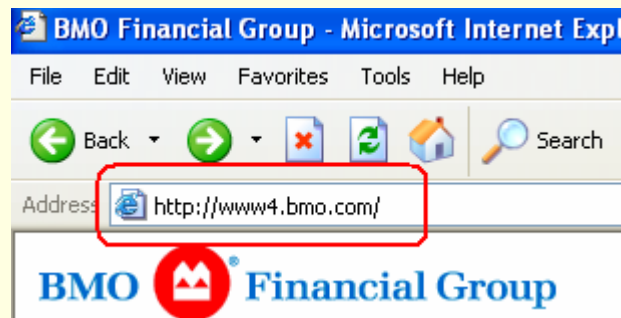 BMO Financial Group - Microsoft Internet Expl
File Edit View Favorites Tools Help
Back Search
Address http://www4.bmo.com/
BMO Financial Group